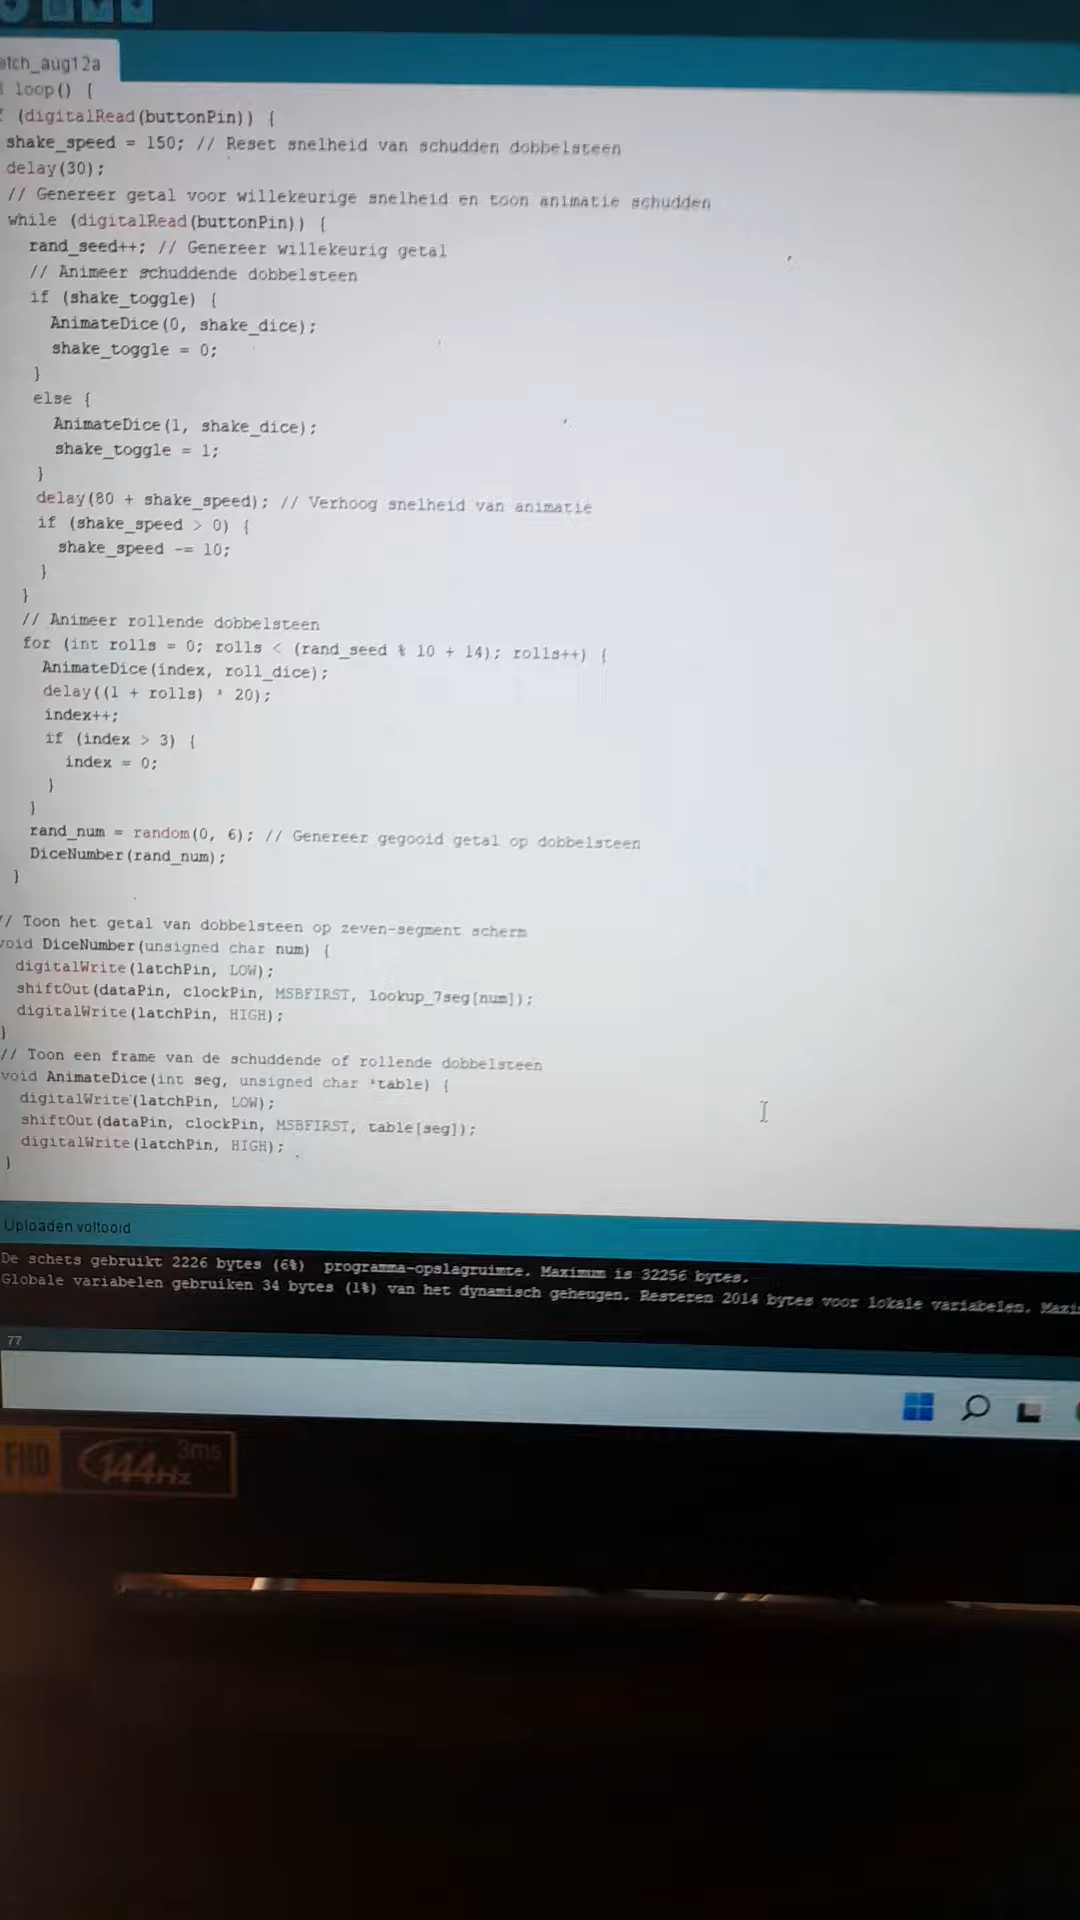 etch_aug12a
loop() {
(digitalRead(buttonPin)) {
shake_speed = 150; // Reset snelheid van schudden dobbelsteen
delay(30);
// Genereer getal voor willekeurige snelheid en toon animatie schudden
while (digitalRead(buttonPin)) {
rand_seed++; // Genereer willekeurig getal
// Animeer schuddende dobbelsteen
if (shake_toggle) {
AnimateDice(0, shake_dice);
shake_toggle = 0;
}
else {
AnimateDice(1, shake_dice);
shake_toggle = 1;
}
delay(80 + shake_speed); // Verhoog snelheid van animatie
if (shake_speed > 0) {
shake_speed -= 10;
}
}
// Animeer rollende dobbelsteen
for (int rolls = 0; rolls < (rand_seed % 10 + 14); rolls++) {
AnimateDice(index, roll_dice);
delay((1 + rolls) * 20);
index++;
if (index > 3) {
index = 0;
}
}
rand_num = random(0, 6); // Genereer gegooid getal op dobbelsteen
DiceNumber(rand_num);
}
// Toon het getal van dobbelsteen op zeven-segment scherm
void DiceNumber(unsigned char num) {
digitalWrite(latchPin, LOW);
shiftOut(dataPin, clockPin, MSBFIRST, lookup_7seg[num]);
digitalWrite(latchPin, HIGH);
}
// Toon een frame van de schuddende of rollende dobbelsteen
void AnimateDice(int seg, unsigned char *table) {
digitalWrite(latchPin, LOW);
shiftOut(dataPin, clockPin, MSBFIRST, table[seg]);
digitalWrite(latchPin, HIGH);
}
Uploaden voltooid
De schets gebruikt 2226 bytes (6%) programma-opslagruimte. Maximum is 32256 bytes.
Globale variabelen gebruiken 34 bytes (1%) van het dynamisch geheugen. Resteren 2014 bytes voor lokale variabelen. Maxi
77
FHD 144Hz 3ms